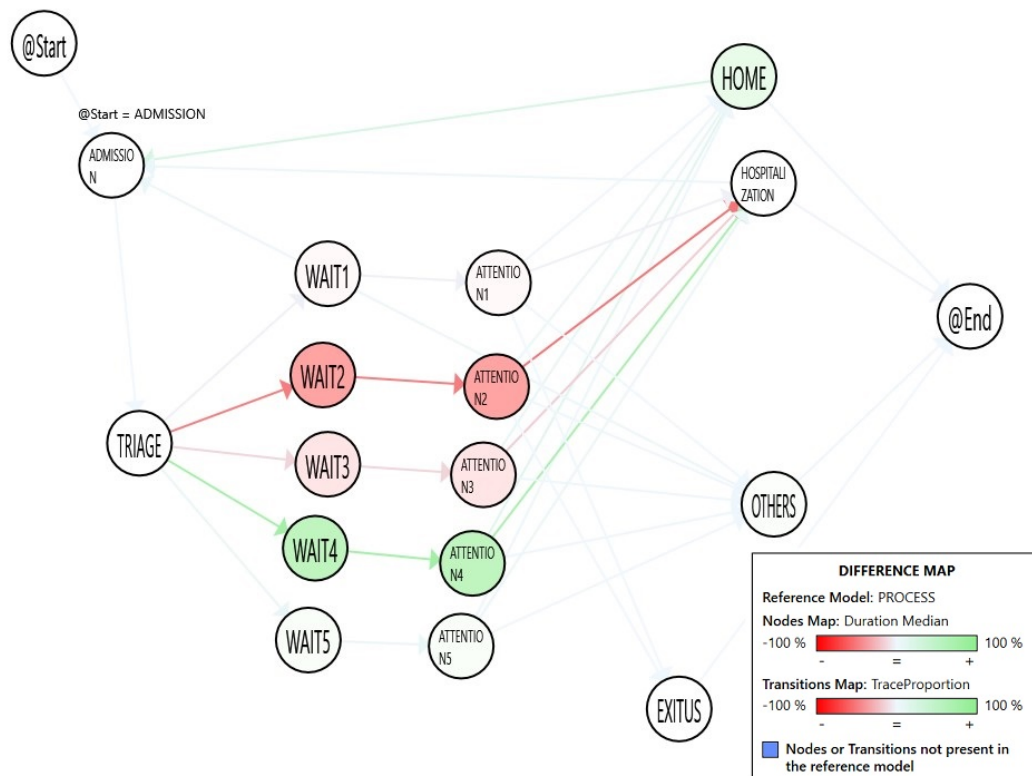 @Start
@Start = ADMISSION
ADMISSIO
N
HOME
HOSPITALI
ZATION
WAIT1
ATTENTIO
N1
@End
WAIT2
ATTENTIO
N2
TRIAGE
WAIT3
ATTENTIO
N3
OTHERS
WAIT4
ATTENTIO
N4
WAIT5
ATTENTIO
N5
EXITUS
DIFFERENCE MAP
Reference Model: PROCESS
Nodes Map: Duration Median
-100 % 100 %
- = +
Transitions Map: TraceProportion
-100 % 100 %
- = +
Nodes or Transitions not present in
the reference model